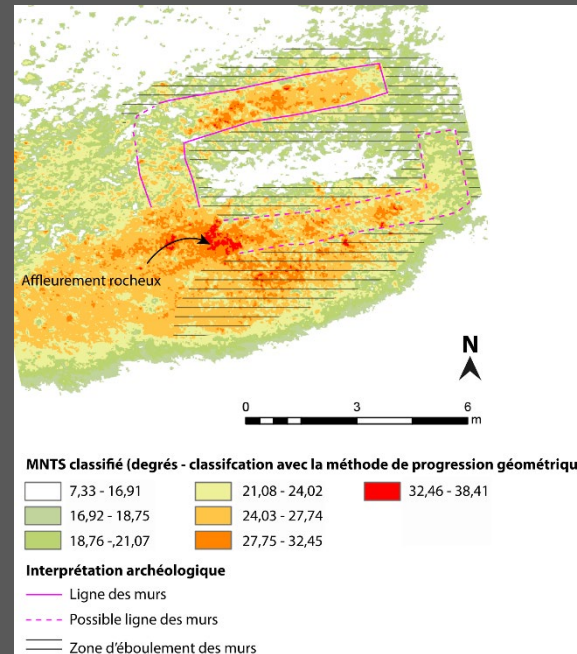 Affleurement rocheux
N
0 3 6
m
MNTS classifié (degrés - classifcation avec la méthode de progression géométriqu
7,33 - 16,91 21,08 - 24,02 32,46 - 38,41
16,92 - 18,75 24,03 - 27,74
18,76 -,21,07 27,75 - 32,45
Interprétation archéologique
Ligne des murs
Possible ligne des murs
Zone d'éboulement des murs